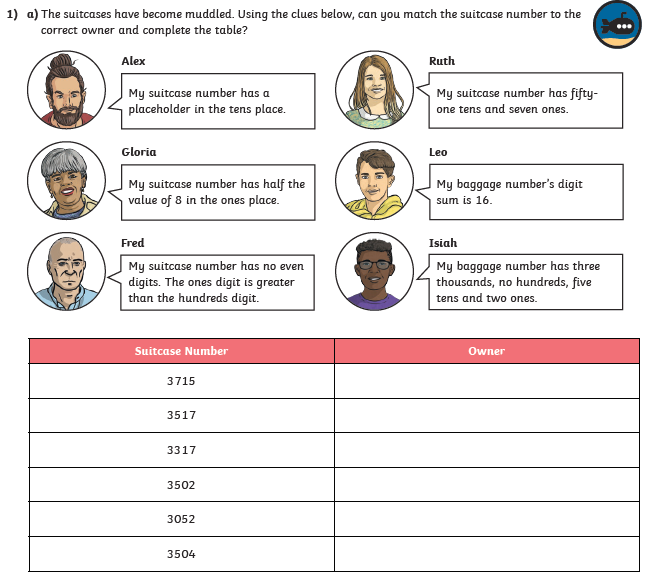 1) a) The suitcases have become muddled. Using the clues below, can you match the suitcase number to the
correct owner and complete the table?
Alex
My suitcase number has a
placeholder in the tens place.
Ruth
My suitcase number has fifty-
one tens and seven ones.
Gloria
My suitcase number has half the
value of 8 in the ones place.
Leo
My baggage number's digit
sum is 16.
Fred
My suitcase number has no even
digits. The ones digit is greater
than the hundreds digit.
Isiah
My baggage number has three
thousands, no hundreds, five
tens and two ones.
Suitcase Number Owner
3715
3517
3317
3502
3052
3504